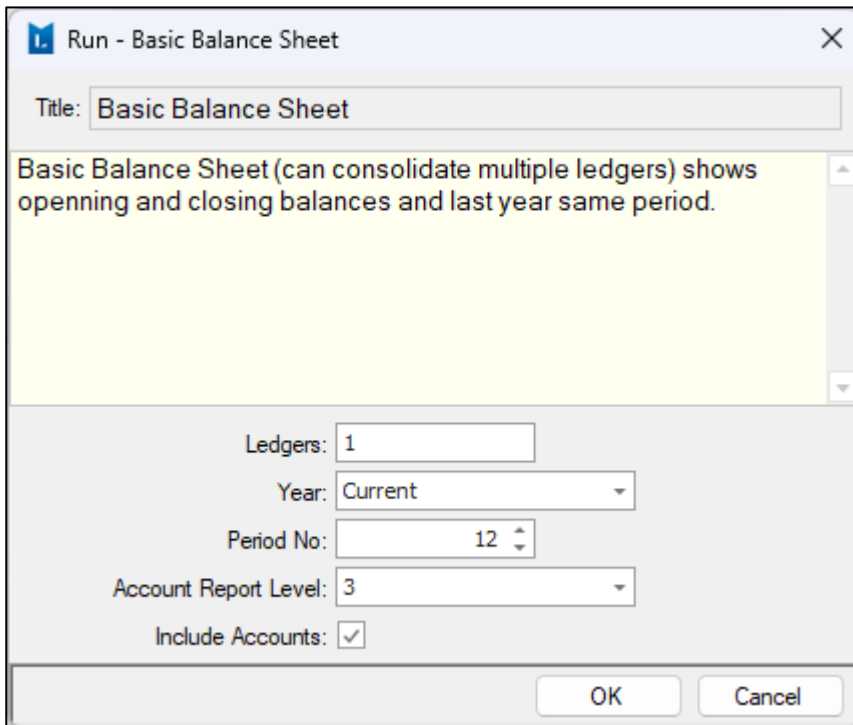 Run - Basic Balance Sheet
Title: Basic Balance Sheet
Basic Balance Sheet (can consolidate multiple ledgers) shows
openning and closing balances and last year same period.
Ledgers: 1
Year: Current
Period No: 12
Account Report Level: 3
Include Accounts:
OK Cancel